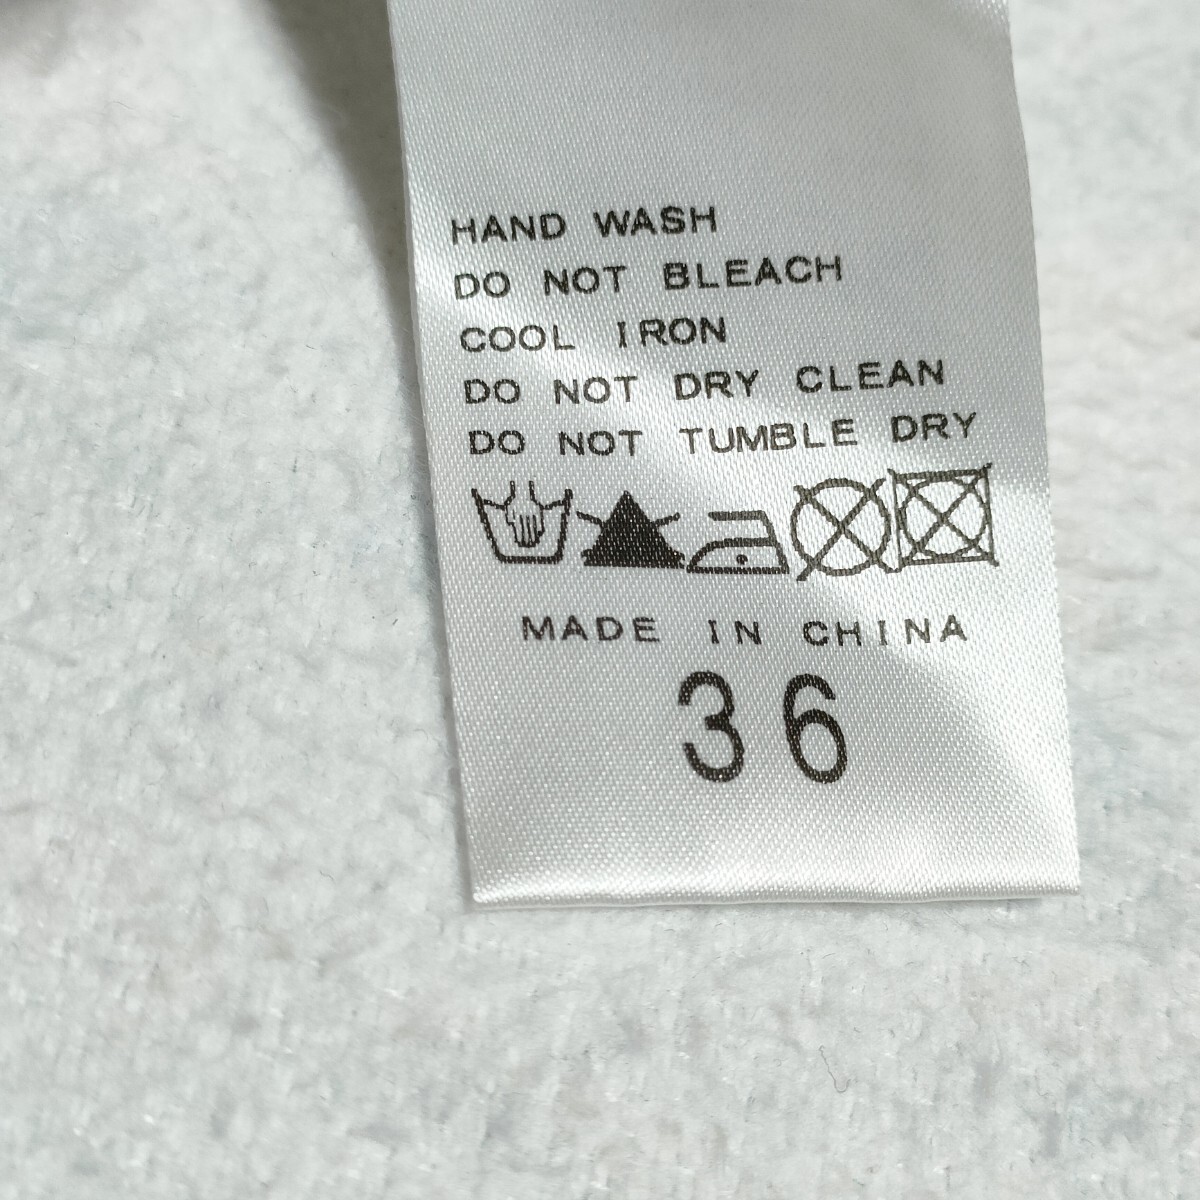 HAND WASH
DO NOT BLEACH
COOL IRON
DO NOT DRY CLEAN
DO NOT TUMBLE DRY
MADE IN CHINA
36